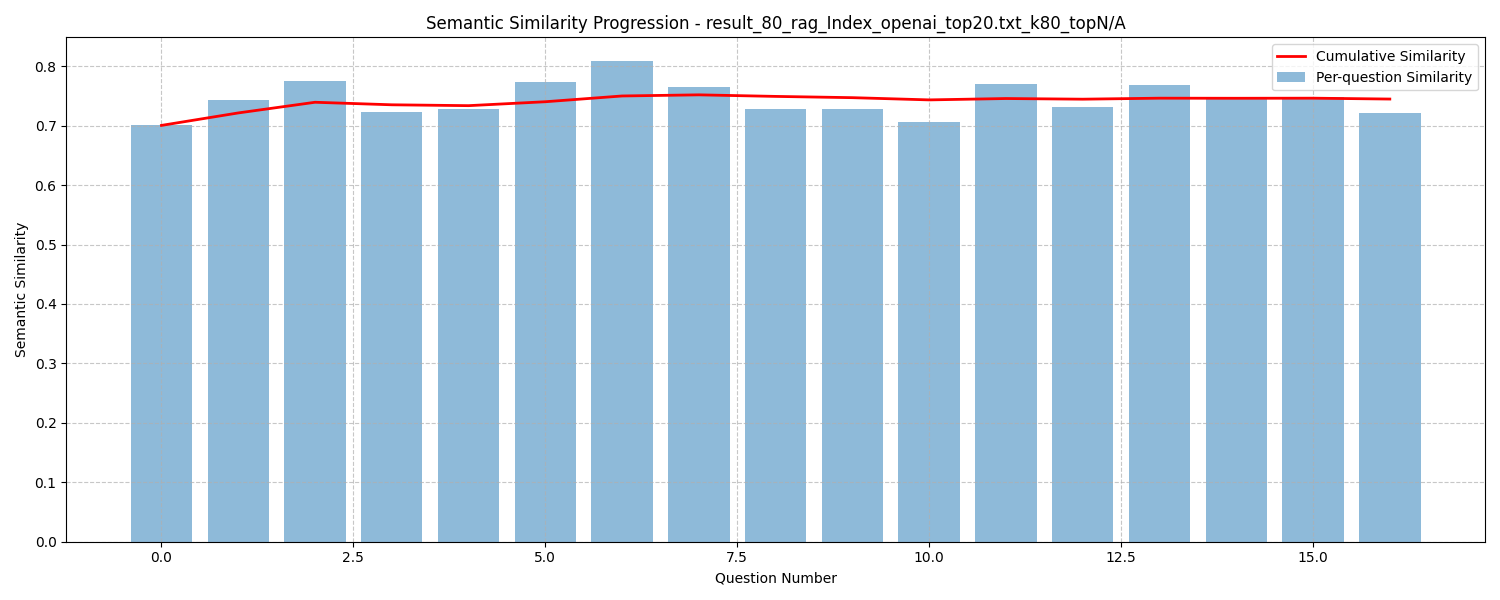 Semantic Similarity Progression - result_80_rag_Index_openai_top20.txt_k80_topN/A
Cumulative Similarity
Per-question Similarity
Semantic Similarity
0.8
0.7
0.6
0.5
0.4
0.3
0.2
0.1
0.0
0.0 2.5 5.0 7.5 10.0 12.5 15.0
Question Number